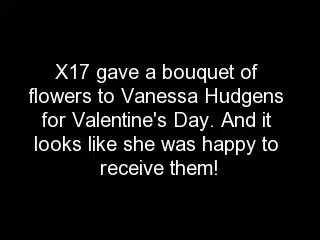 X17 gave a bouquet of
flowers to Vanessa Hudgens
for Valentine's Day. And it
looks like she was happy to
receive them!